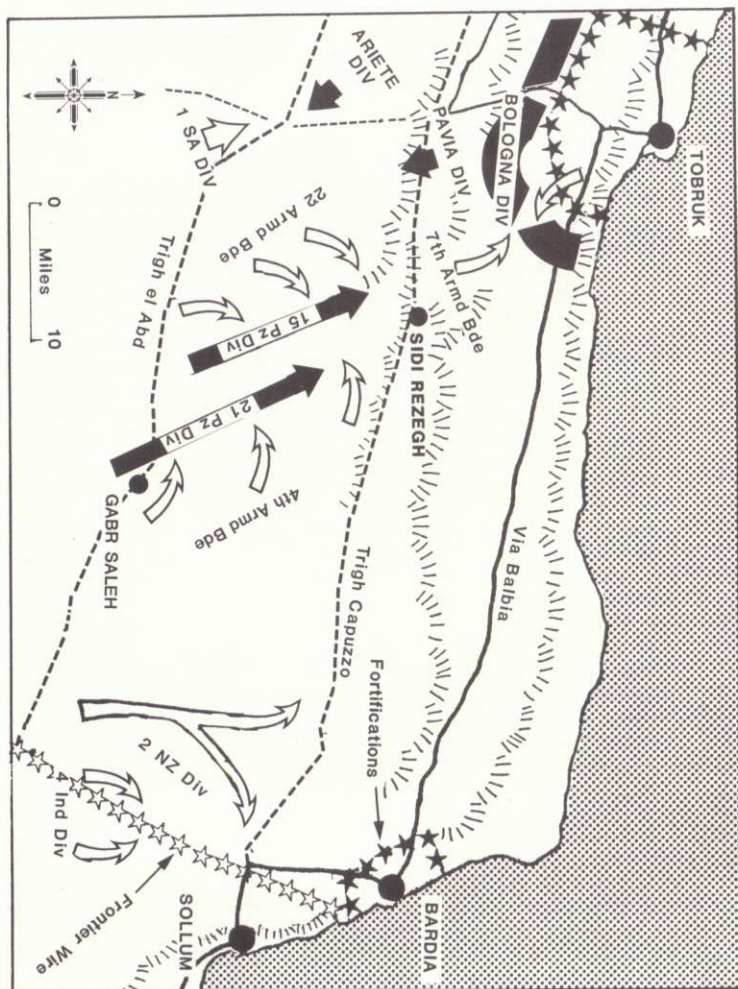 TOBRUK
BOLOGNA DIV
PAVIA DIV
ARIETE
DIV
7th Armd Bde
SIDI REZEGH
Via Balbia
BARDIA
Fortifications
Trigh Capuzzo
22 Armd Bde
15 Pz Div
21 Pz Div
4th Armd Bde
1 SA DIV
Trigh el Abd
GABR SALEH
2 NZ Div
4 Ind Div
Frontier Wire
SOLLUM
N
0
10
Miles